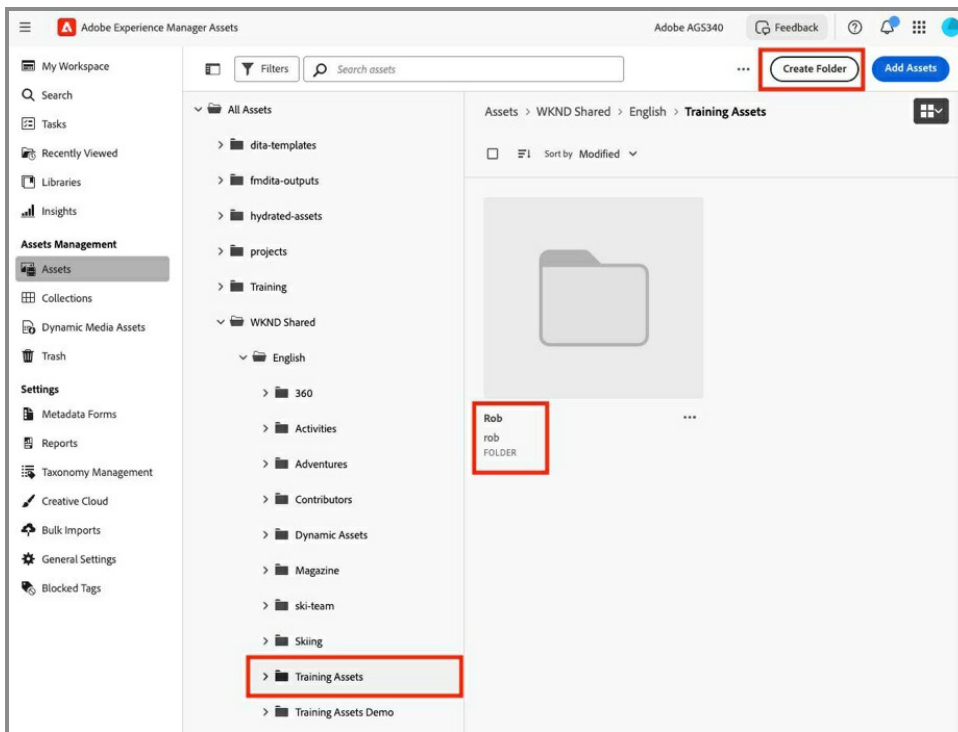 Adobe Experience Manager Assets
Adobe AGS340
Feedback
My Workspace
Search
Tasks
Recently Viewed
Libraries
Insights
Assets Management
Assets
Collections
Dynamic Media Assets
Trash
Settings
Metadata Forms
Reports
Taxonomy Management
Creative Cloud
Bulk Imports
General Settings
Blocked Tags
Filters
Search assets
Create Folder
Add Assets
All Assets
dita-templates
fmdita-outputs
hydrated-assets
projects
Training
WKND Shared
English
360
Activities
Adventures
Contributors
Dynamic Assets
Magazine
ski-team
Skiing
Training Assets
Training Assets Demo
Assets > WKND Shared > English > Training Assets
Sort by Modified
Rob
rob
FOLDER